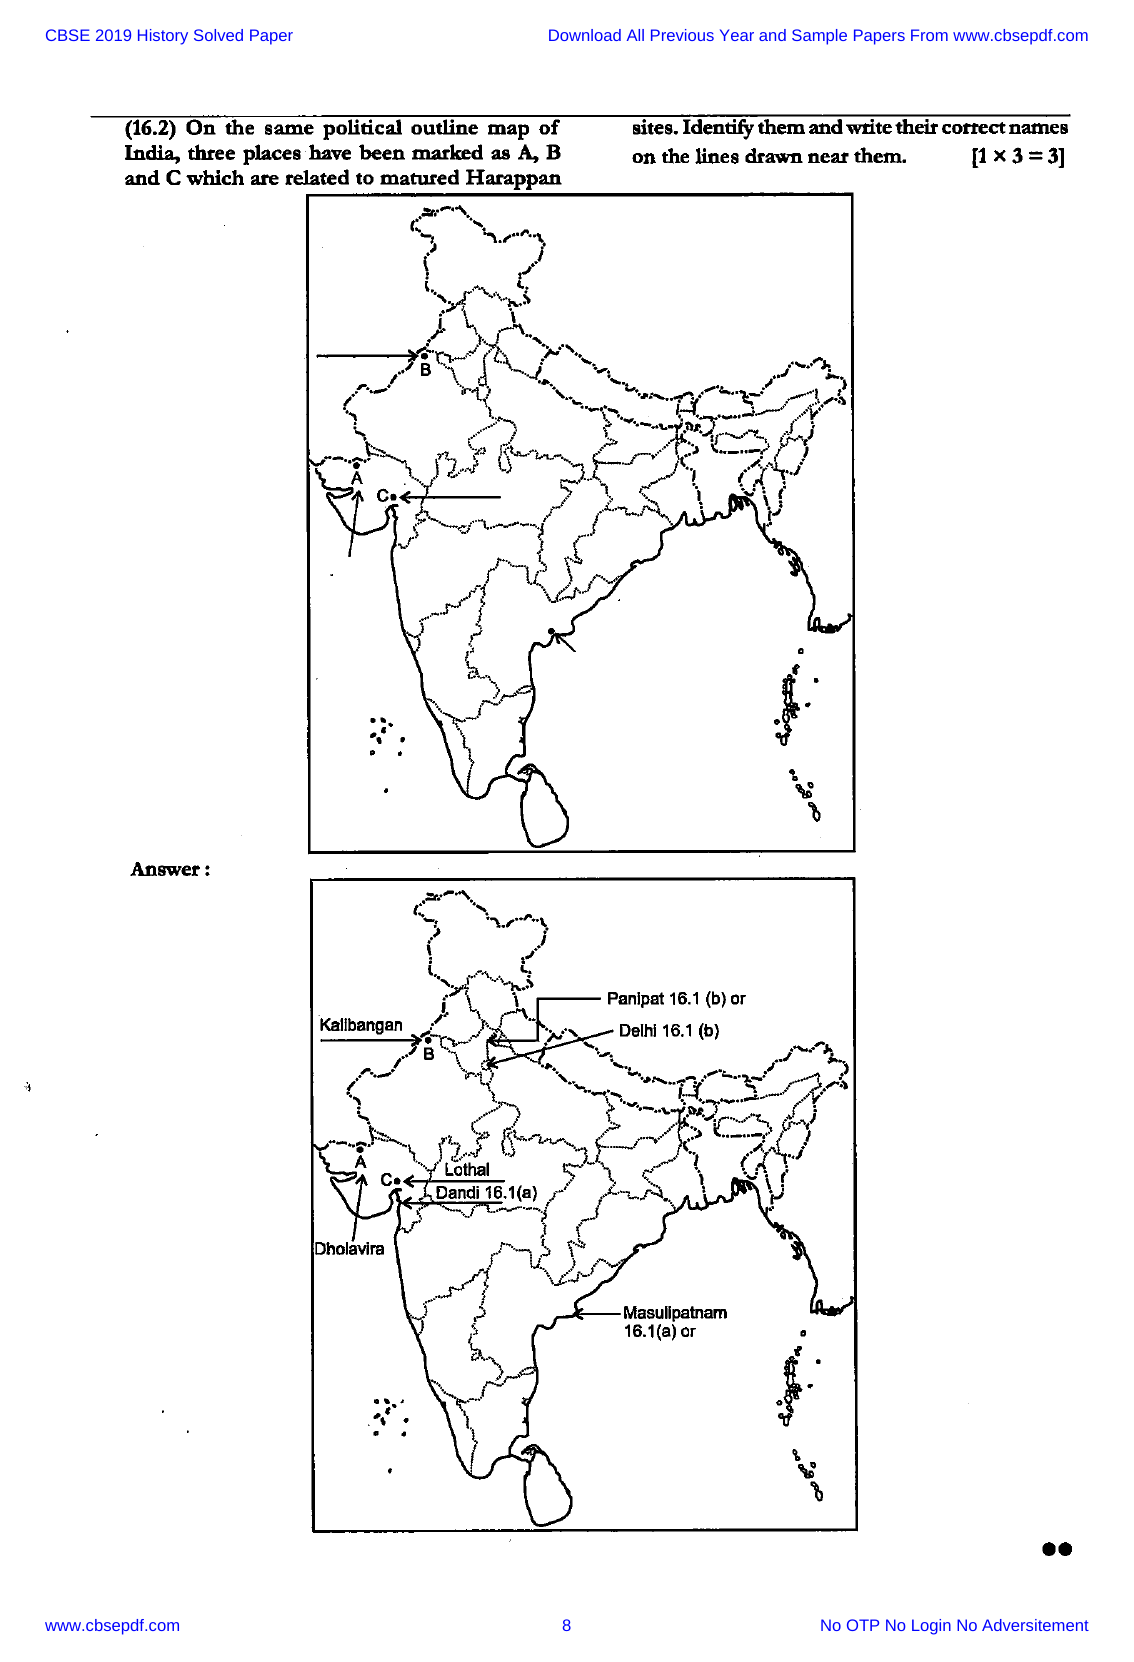 CBSE 2019 History Solved Paper
Download All Previous Year and Sample Papers From www.cbsepdf.com
(16.2) On the same political outline map of
India, three places have been marked as A, B
and C which are related to matured Harappan
sites. Identify them and write their correct names
on the lines drawn near them. [1 × 3 = 3]
B
A
C
Answer :
Panipat 16.1 (b) or
Kalibangan
Delhi 16.1 (b)
B
A
C
Lothal
Dandi 16.1(a)
Dholavira
Masulipatnam
16.1(a) or
www.cbsepdf.com
8
No OTP No Login No Adversitement